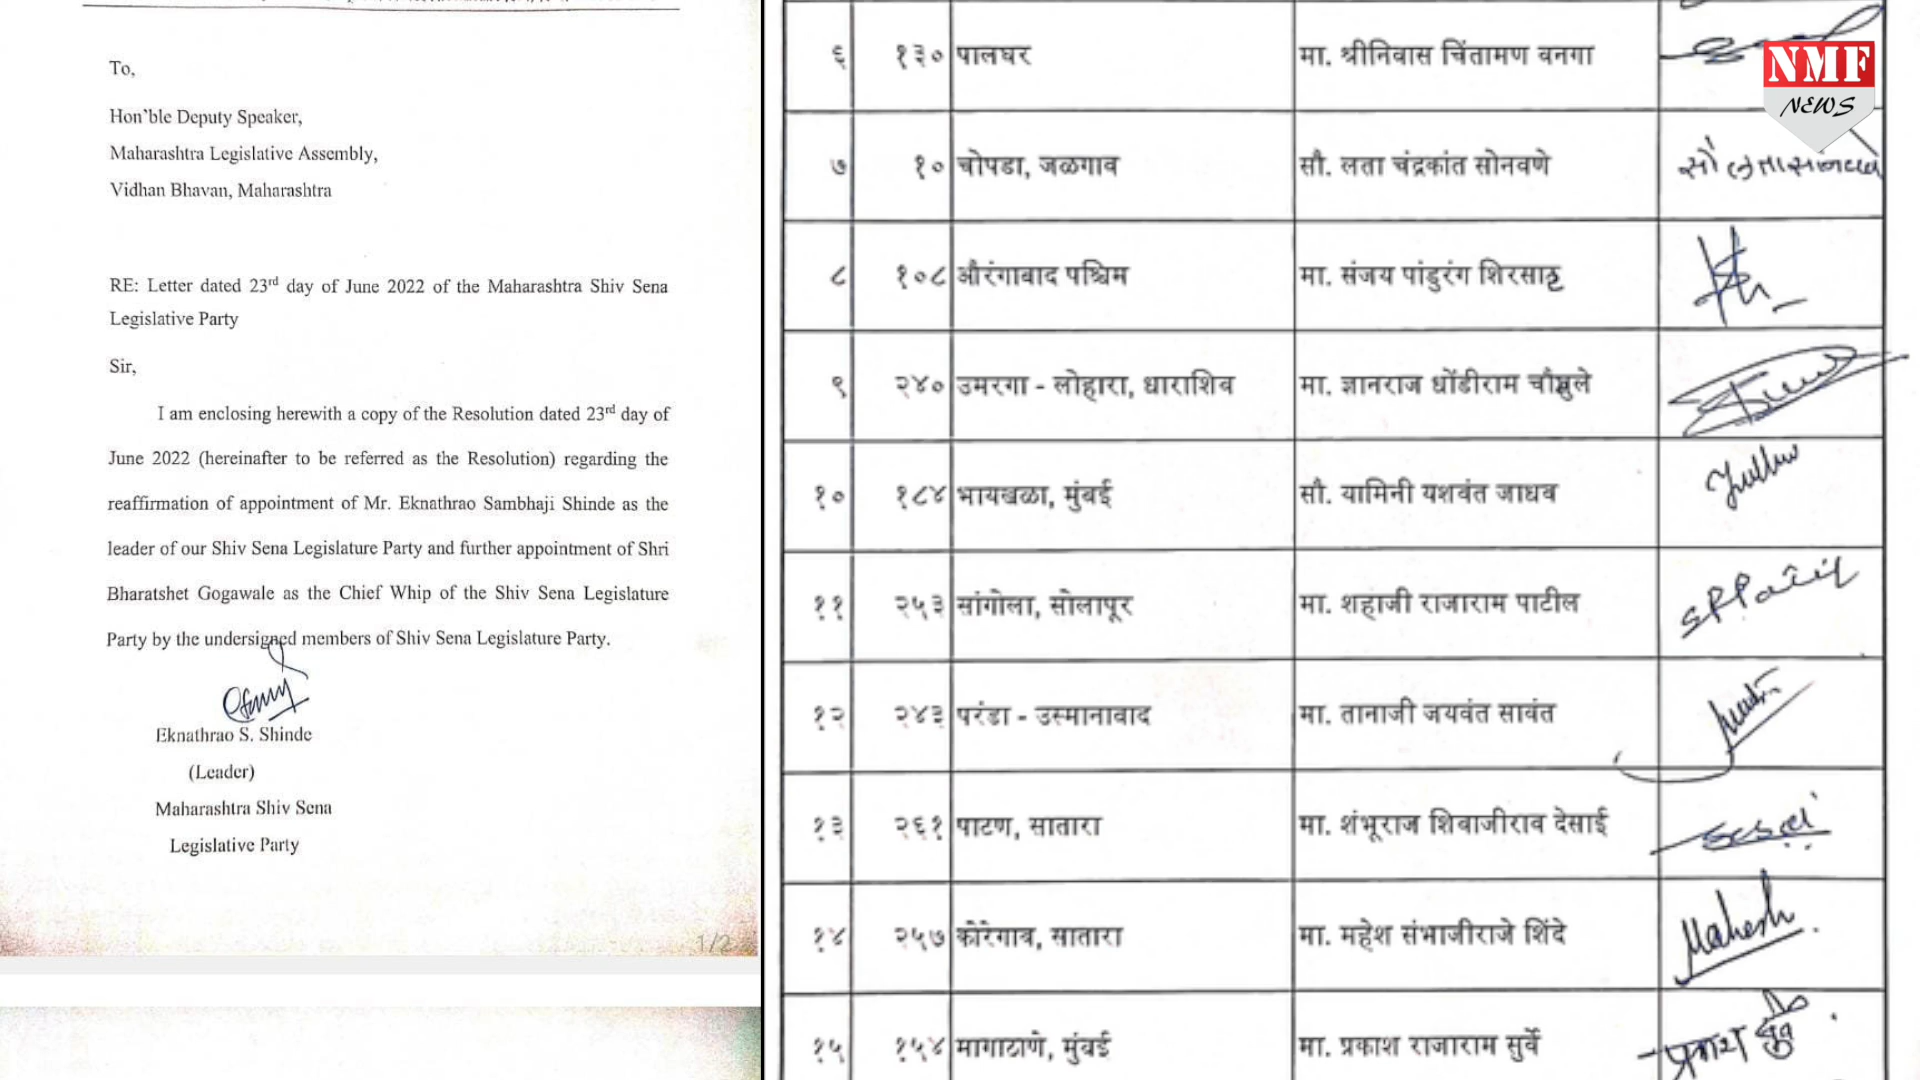 To,
Hon'ble Deputy Speaker,
Maharashtra Legislative Assembly,
Vidhan Bhavan, Maharashtra
RE: Letter dated 23rd day of June 2022 of the Maharashtra Shiv Sena
Legislative Party
Sir,
I am enclosing herewith a copy of the Resolution dated 23rd day of
June 2022 (hereinafter to be referred as the Resolution) regarding the
reaffirmation of appointment of Mr. Eknathrao Sambhaji Shinde as the
leader of our Shiv Sena Legislature Party and further appointment of Shri
Bharatshet Gogawale as the Chief Whip of the Shiv Sena Legislature
Party by the undersigned members of Shiv Sena Legislature Party.
Eknathrao S. Shinde
(Leader)
Maharashtra Shiv Sena
Legislative Party
1/2
६ १३० पालघर मा. श्रीनिवास चिंतामण वनगा
७ १० चोपडा, जळगाव सौ. लता चंद्रकांत सोनवणे
८ १०८ औरंगाबाद पश्चिम मा. संजय पांडुरंग शिरसाट
९ २४० उमरगा - लोहारा, धाराशिव मा. ज्ञानराज धोंडीराम चौगुले
१० १८४ भायखळा, मुंबई सौ. यामिनी यशवंत जाधव
११ २५३ सांगोला, सोलापूर मा. शहाजी राजाराम पाटील SRPatil
१२ २४३ परंडा - उस्मानाबाद मा. तानाजी जयवंत सावंत
१३ २६१ पाटण, सातारा मा. शंभूराज शिवाजीराव देसाई
१४ २५७ कोरेगाव, सातारा मा. महेश संभाजीराजे शिंदे Mahesh
१५ १५४ मागाठाणे, मुंबई मा. प्रकाश राजाराम सुर्वे प्रकाश सुर्वे
NMF
NEWS